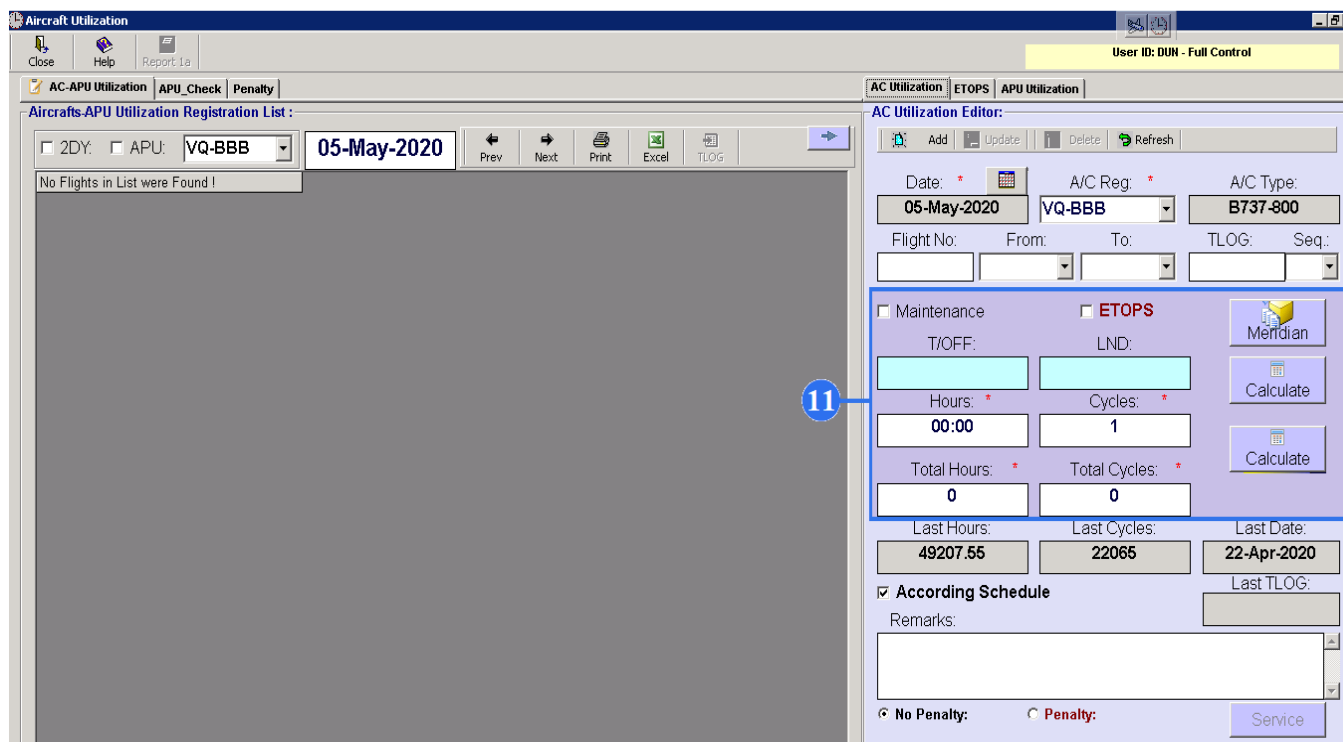 Aircraft Utilization
Close Help Report 1a
User ID: DUN - Full Control
AC-APU Utilization APU_Check Penalty
AC Utilization ETOPS APU Utilization
Aircrafts-APU Utilization Registration List :
2DY: APU: VQ-BBB 05-May-2020 Prev Next Print Excel TLOG
No Flights in List were Found !
AC Utilization Editor:
Add Update Delete Refresh
Date: * A/C Reg: * A/C Type:
05-May-2020 VQ-BBB B737-800
Flight No: From: To: TLOG: Seq.:
11
Maintenance ETOPS Meridian
T/OFF: LND:
Calculate
Hours: * Cycles: *
00:00 1
Calculate
Total Hours: * Total Cycles: *
0 0
Last Hours: Last Cycles: Last Date:
49207.55 22065 22-Apr-2020
According Schedule Last TLOG:
Remarks:
No Penalty: Penalty: Service